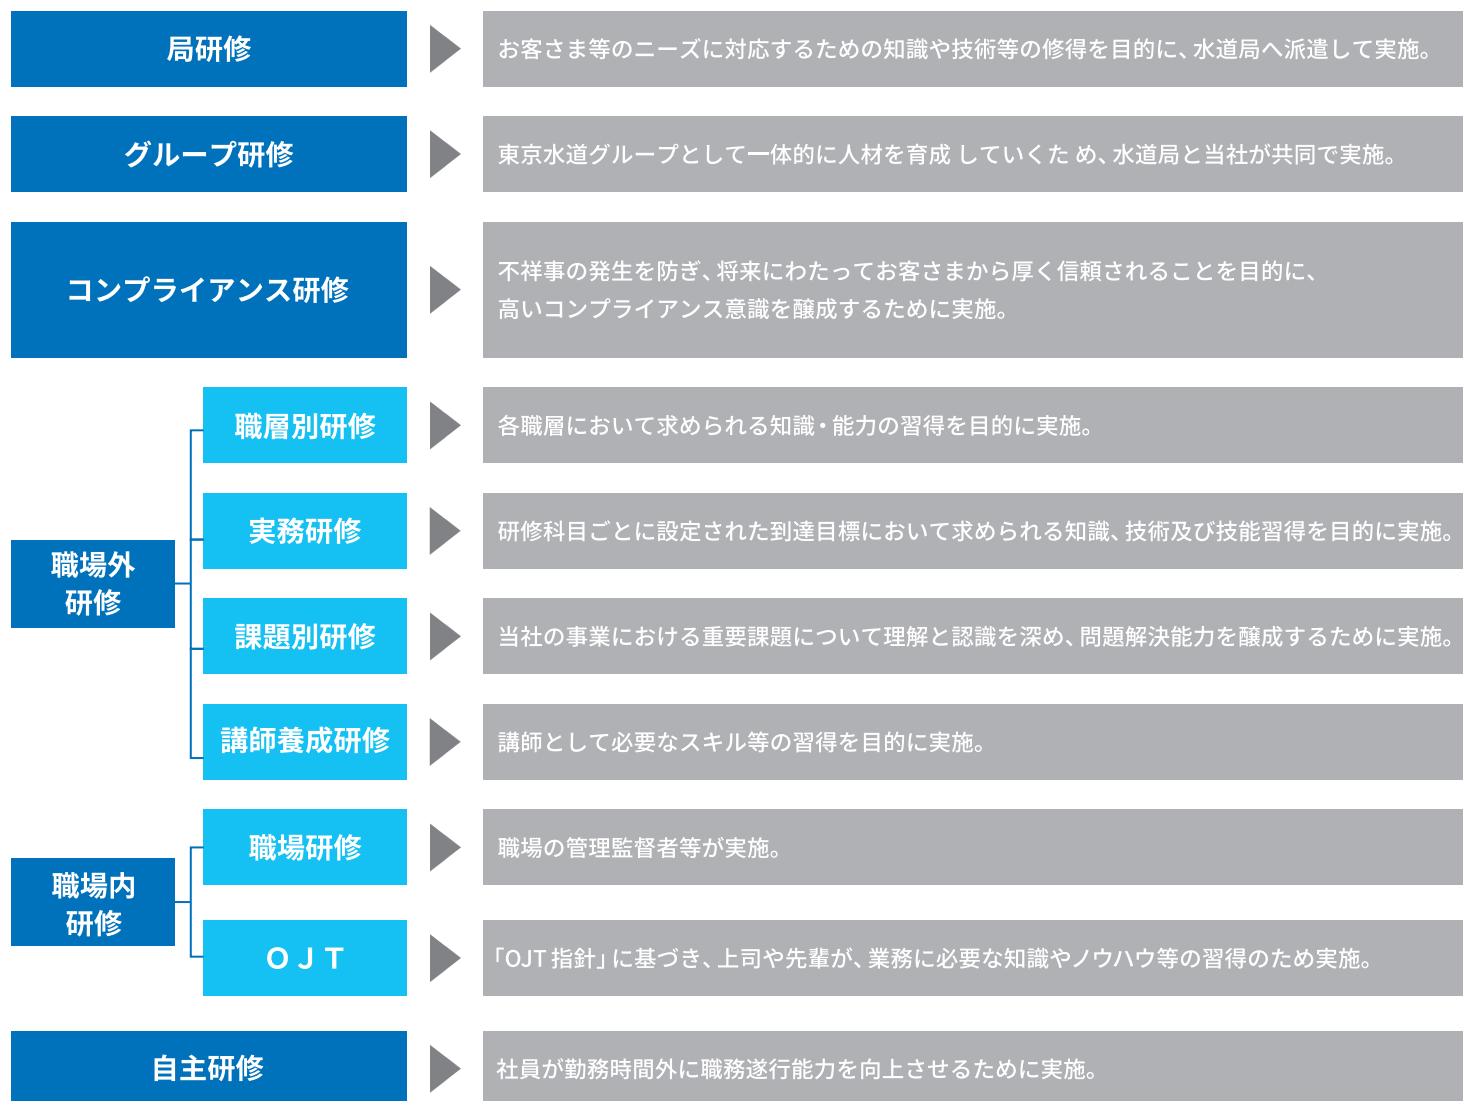 局研修
お客さま等のニーズに対応するための知識や技術等の修得を目的に、水道局へ派遣して実施。
グループ研修
東京水道グループとして一体的に人材を育成 していくた め、水道局と当社が共同で実施。
コンプライアンス研修
不祥事の発生を防ぎ、将来にわたってお客さまから厚く信頼されることを目的に、
高いコンプライアンス意識を醸成するために実施。
職場外
研修
職層別研修
各職層において求められる知識・能力の習得を目的に実施。
実務研修
研修科目ごとに設定された到達目標において求められる知識、技術及び技能習得を目的に実施。
課題別研修
当社の事業における重要課題について理解と認識を深め、問題解決能力を醸成するために実施。
講師養成研修
講師として必要なスキル等の習得を目的に実施。
職場内
研修
職場研修
職場の管理監督者等が実施。
OJT
「OJT 指針」に基づき、上司や先輩が、業務に必要な知識やノウハウ等の習得のため実施。
自主研修
社員が勤務時間外に職務遂行能力を向上させるために実施。